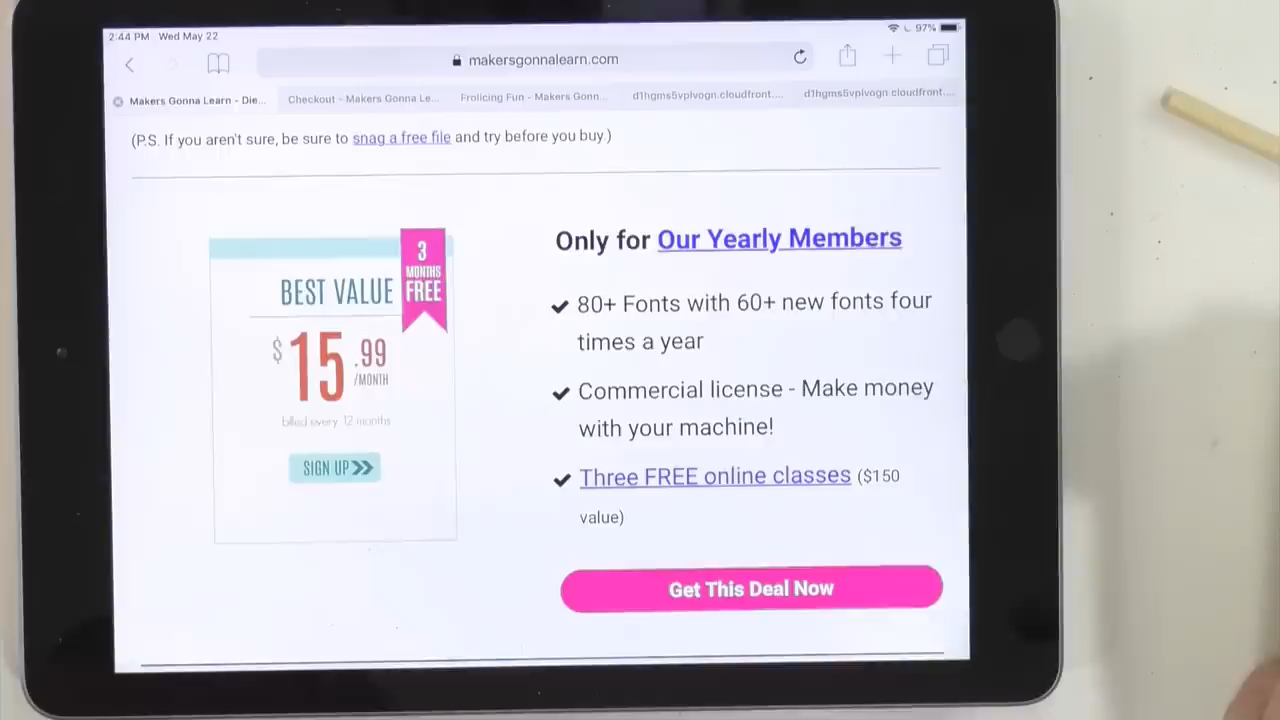 2:44 PM Wed May 22
97%
makersgonnalearn.com
Makers Gonna Learn - Die...
Checkout - Makers Gonna Le...
Frolicing Fun - Makers Gonn
d1hgms5vplvogn.cloudfront....
d1hgms5vplvogn.cloudfront....
(P.S. If you aren't sure, be sure to snag a free file and try before you buy.)
3
MONTHS
FREE
BEST VALUE
$15.99
/MONTH
billed every 12 months
SIGN UP
Only for Our Yearly Members
80+ Fonts with 60+ new fonts four
times a year
Commercial license - Make money
with your machine!
Three FREE online classes ($150
value)
Get This Deal Now